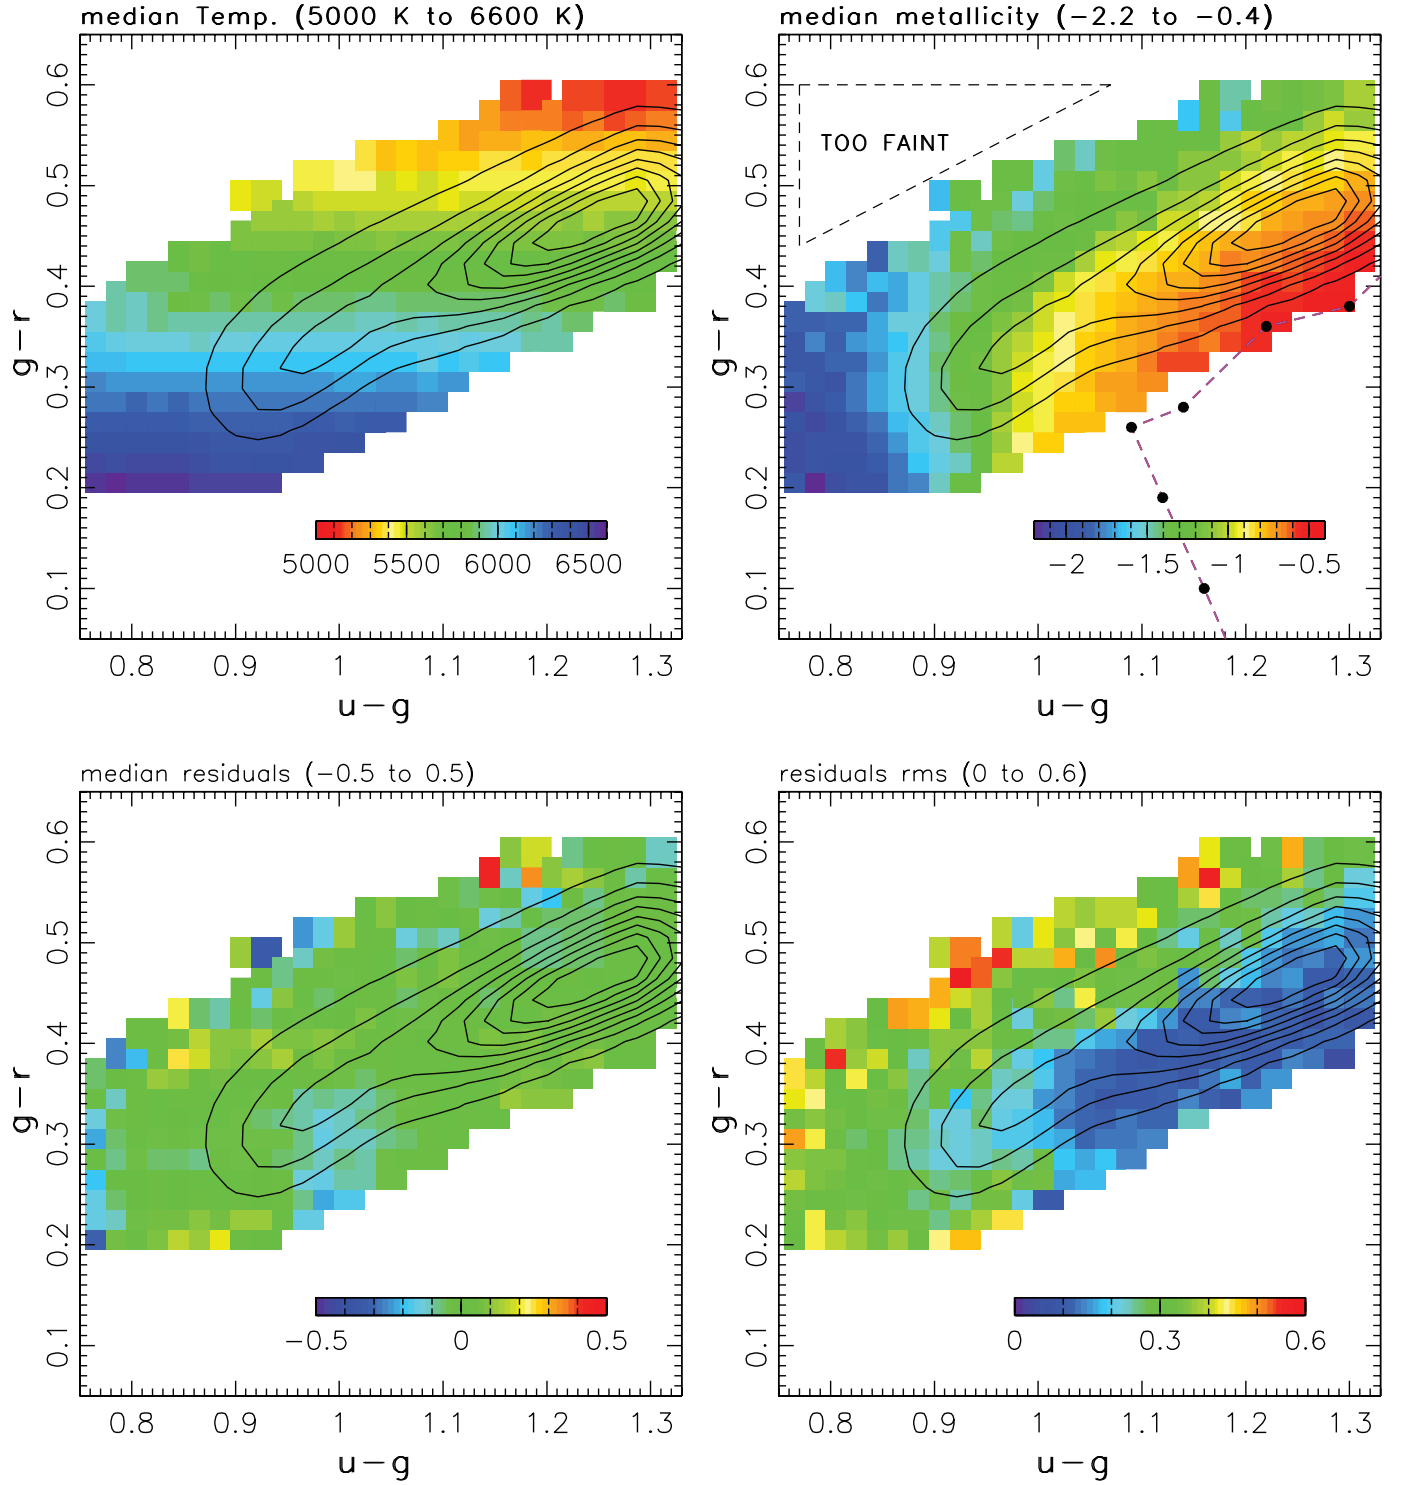 median Temp. (5000 K to 6600 K)
0.6
0.5
0.4
0.3
0.2
0.1
g-r
5000 5500 6000 6500
0.8 0.9 1 1.1 1.2 1.3
u-g
median metallicity (-2.2 to -0.4)
0.6
0.5
0.4
0.3
0.2
0.1
g-r
TOO FAINT
-2 -1.5 -1 -0.5
0.8 0.9 1 1.1 1.2 1.3
u-g
median residuals (-0.5 to 0.5)
0.6
0.5
0.4
0.3
0.2
0.1
g-r
-0.5 0 0.5
0.8 0.9 1 1.1 1.2 1.3
u-g
residuals rms (0 to 0.6)
0.6
0.5
0.4
0.3
0.2
0.1
g-r
0 0.3 0.6
0.8 0.9 1 1.1 1.2 1.3
u-g